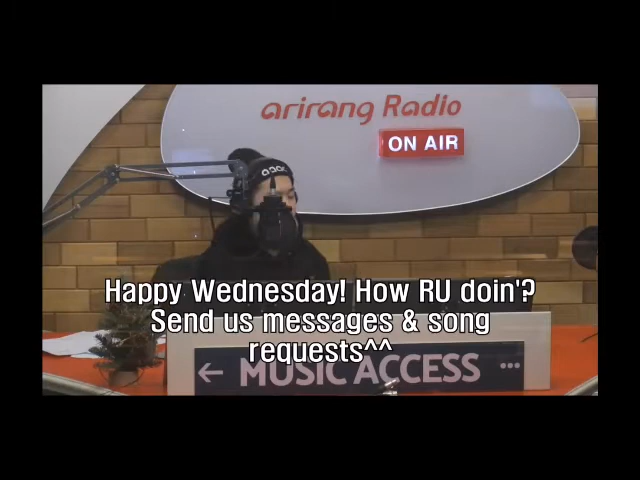 arirang Radio
ON AIR
Happy Wednesday! How RU doin'?
Send us messages & song
requests^^
← MUSIC ACCESS ...